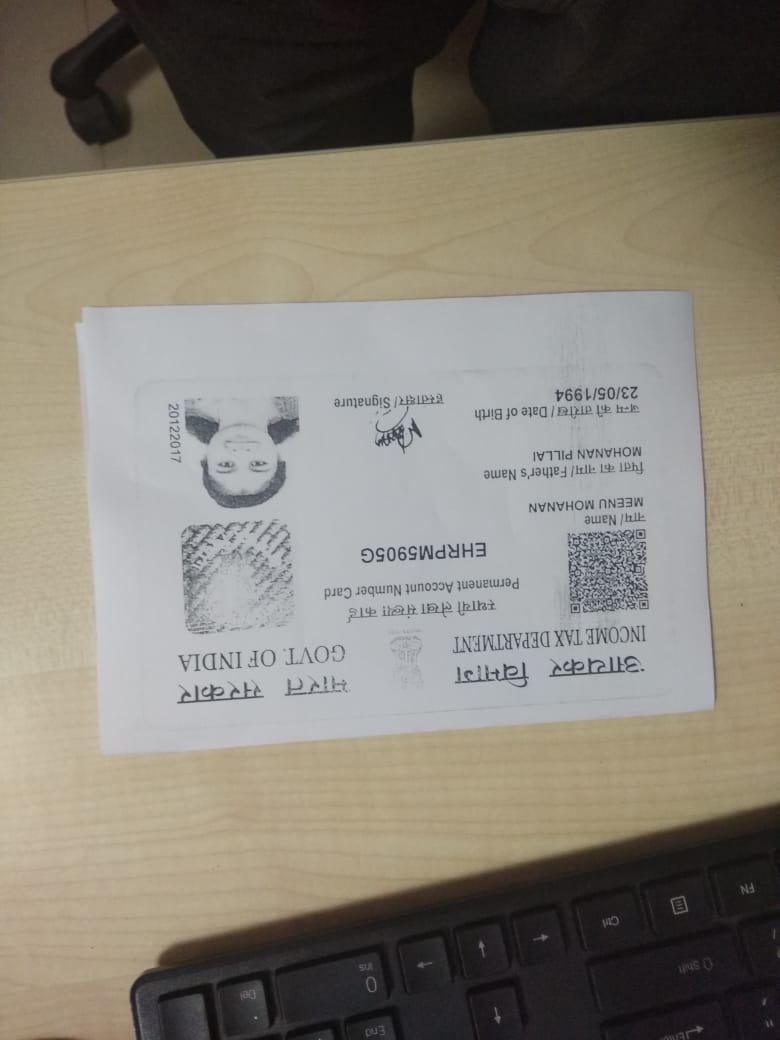 Enter
Shift
End
0
Ins
.
Del
FN
Ctrl
आयकर विभाग
INCOME TAX DEPARTMENT
भारत सरकार
GOVT. OF INDIA
स्थायी लेखा संख्या कार्ड
Permanent Account Number Card
EHRPM5905G
नाम/ Name
MEENU MOHANAN
पिता का नाम/ Father's Name
MOHANAN PILLAI
जन्म की तारीख / Date of Birth
23/05/1994
हस्ताक्षर/ Signature
20122017